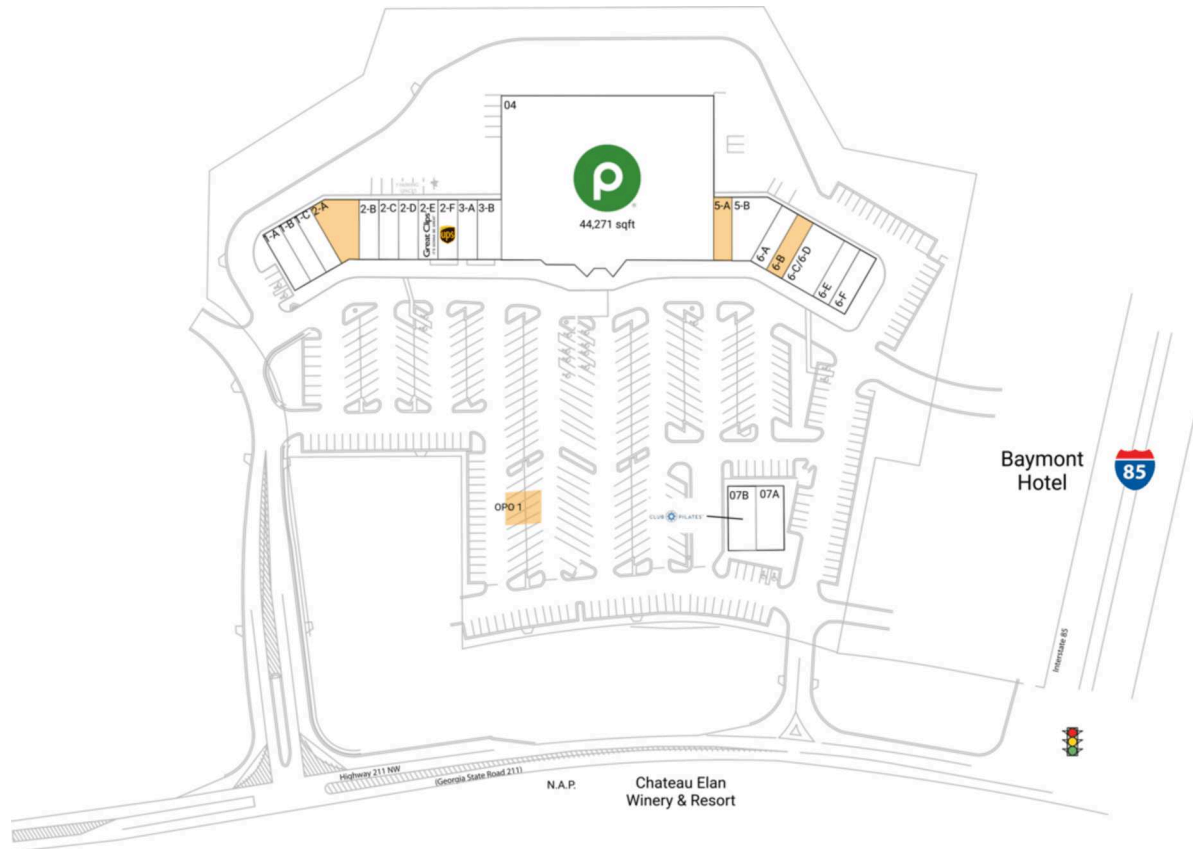 04
44,271 sqft
1-A
1-B
1-C
2-A
2-B
2-C
2-D
2-E
Great Clips
2-F
ups
3-A
3-B
5-A
5-B
6-A
6-B
6-C/6-D
6-E
6-F
Baymont
Hotel
85
OPO 1
CLUB PILATES
07B
07A
Interstate 85
Highway 211 NW
(Georgia State Road 211)
N.A.P.
Chateau Elan
Winery & Resort